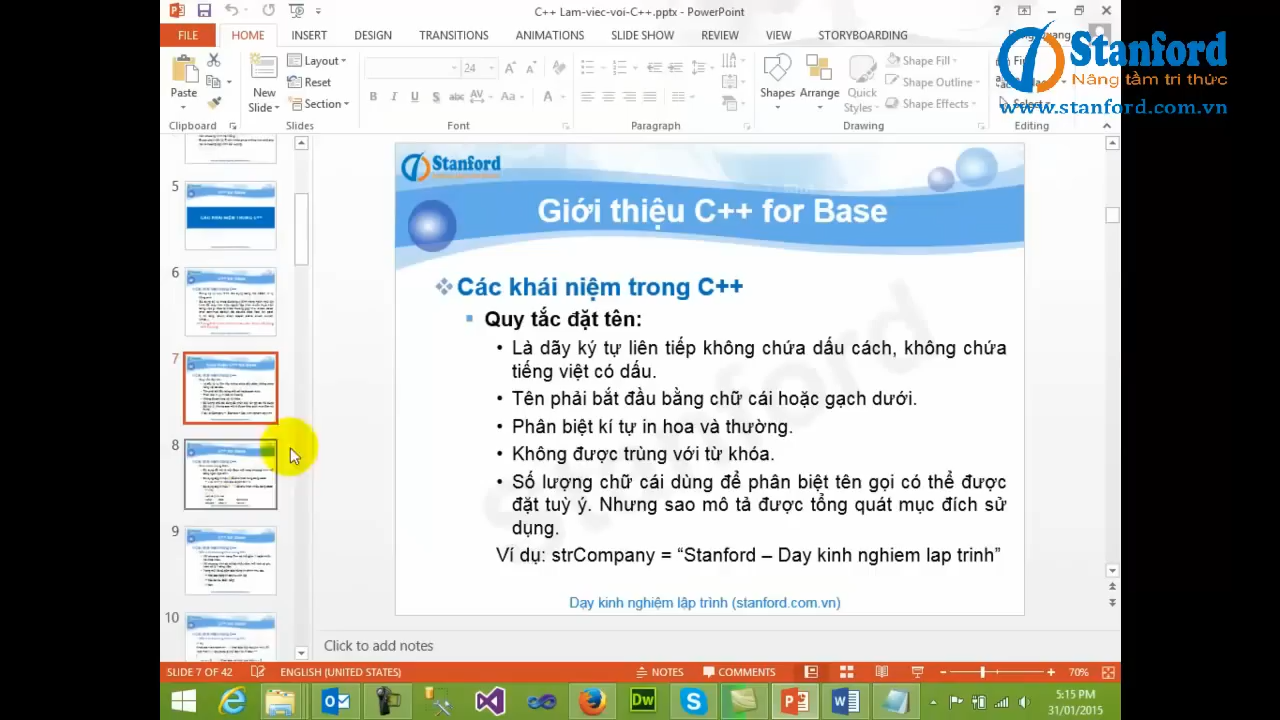 C++ Lam-viec-voi-C++.pptx - PowerPoint
FILE HOME INSERT DESIGN TRANSITIONS ANIMATIONS SLIDE SHOW REVIEW VIEW STORYBOARDING
Stanford
Nâng tầm tri thức
www.stanford.com.vn
Paste
New
Slide
Layout
Reset
Section
24
Shapes
Arrange
Quick
Styles
Shape Fill
Shape Outline
Shape Effects
Select
Clipboard Slides Font Paragraph Drawing Editing
5
6
7
8
9
10
Stanford
Giới thiệu C++ for Base
Các khái niệm trong C++
Quy tắc đặt tên:
• Là dãy ký tự liên tiếp không chứa dấu cách, không chứa
tiếng việt có dấu.
• Tên phải bắt đầu bằng chữ cái hoặc gạch dưới.
• Phân biệt kí tự in hoa và thường.
• Không được trùng với từ khóa.
• Số lượng chữ cái dùng để phân biệt tên gọi có thể được
đặt tuỳ ý. Nhưng sao mô tả được tổng quát mục đích sử
dụng.
Ví dụ: strCompany = “Stanford – Day kinh nghiem lap trinh”
Dạy kinh nghiệm lập trình (stanford.com.vn)
Click to add notes
SLIDE 7 OF 42 ENGLISH (UNITED STATES) NOTES COMMENTS 70%
5:15 PM
31/01/2015